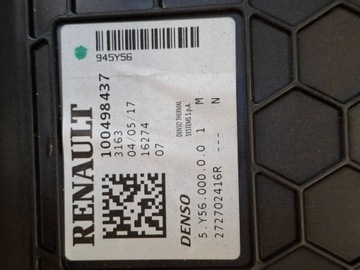 945Y56
RENAULT
100498437
3163
04/05/17
16274
07
DENSO
DENSO THERMAL
SYSTEMS S.p.A.
5.Y56.000.0.0 1 M
272702416R --- N